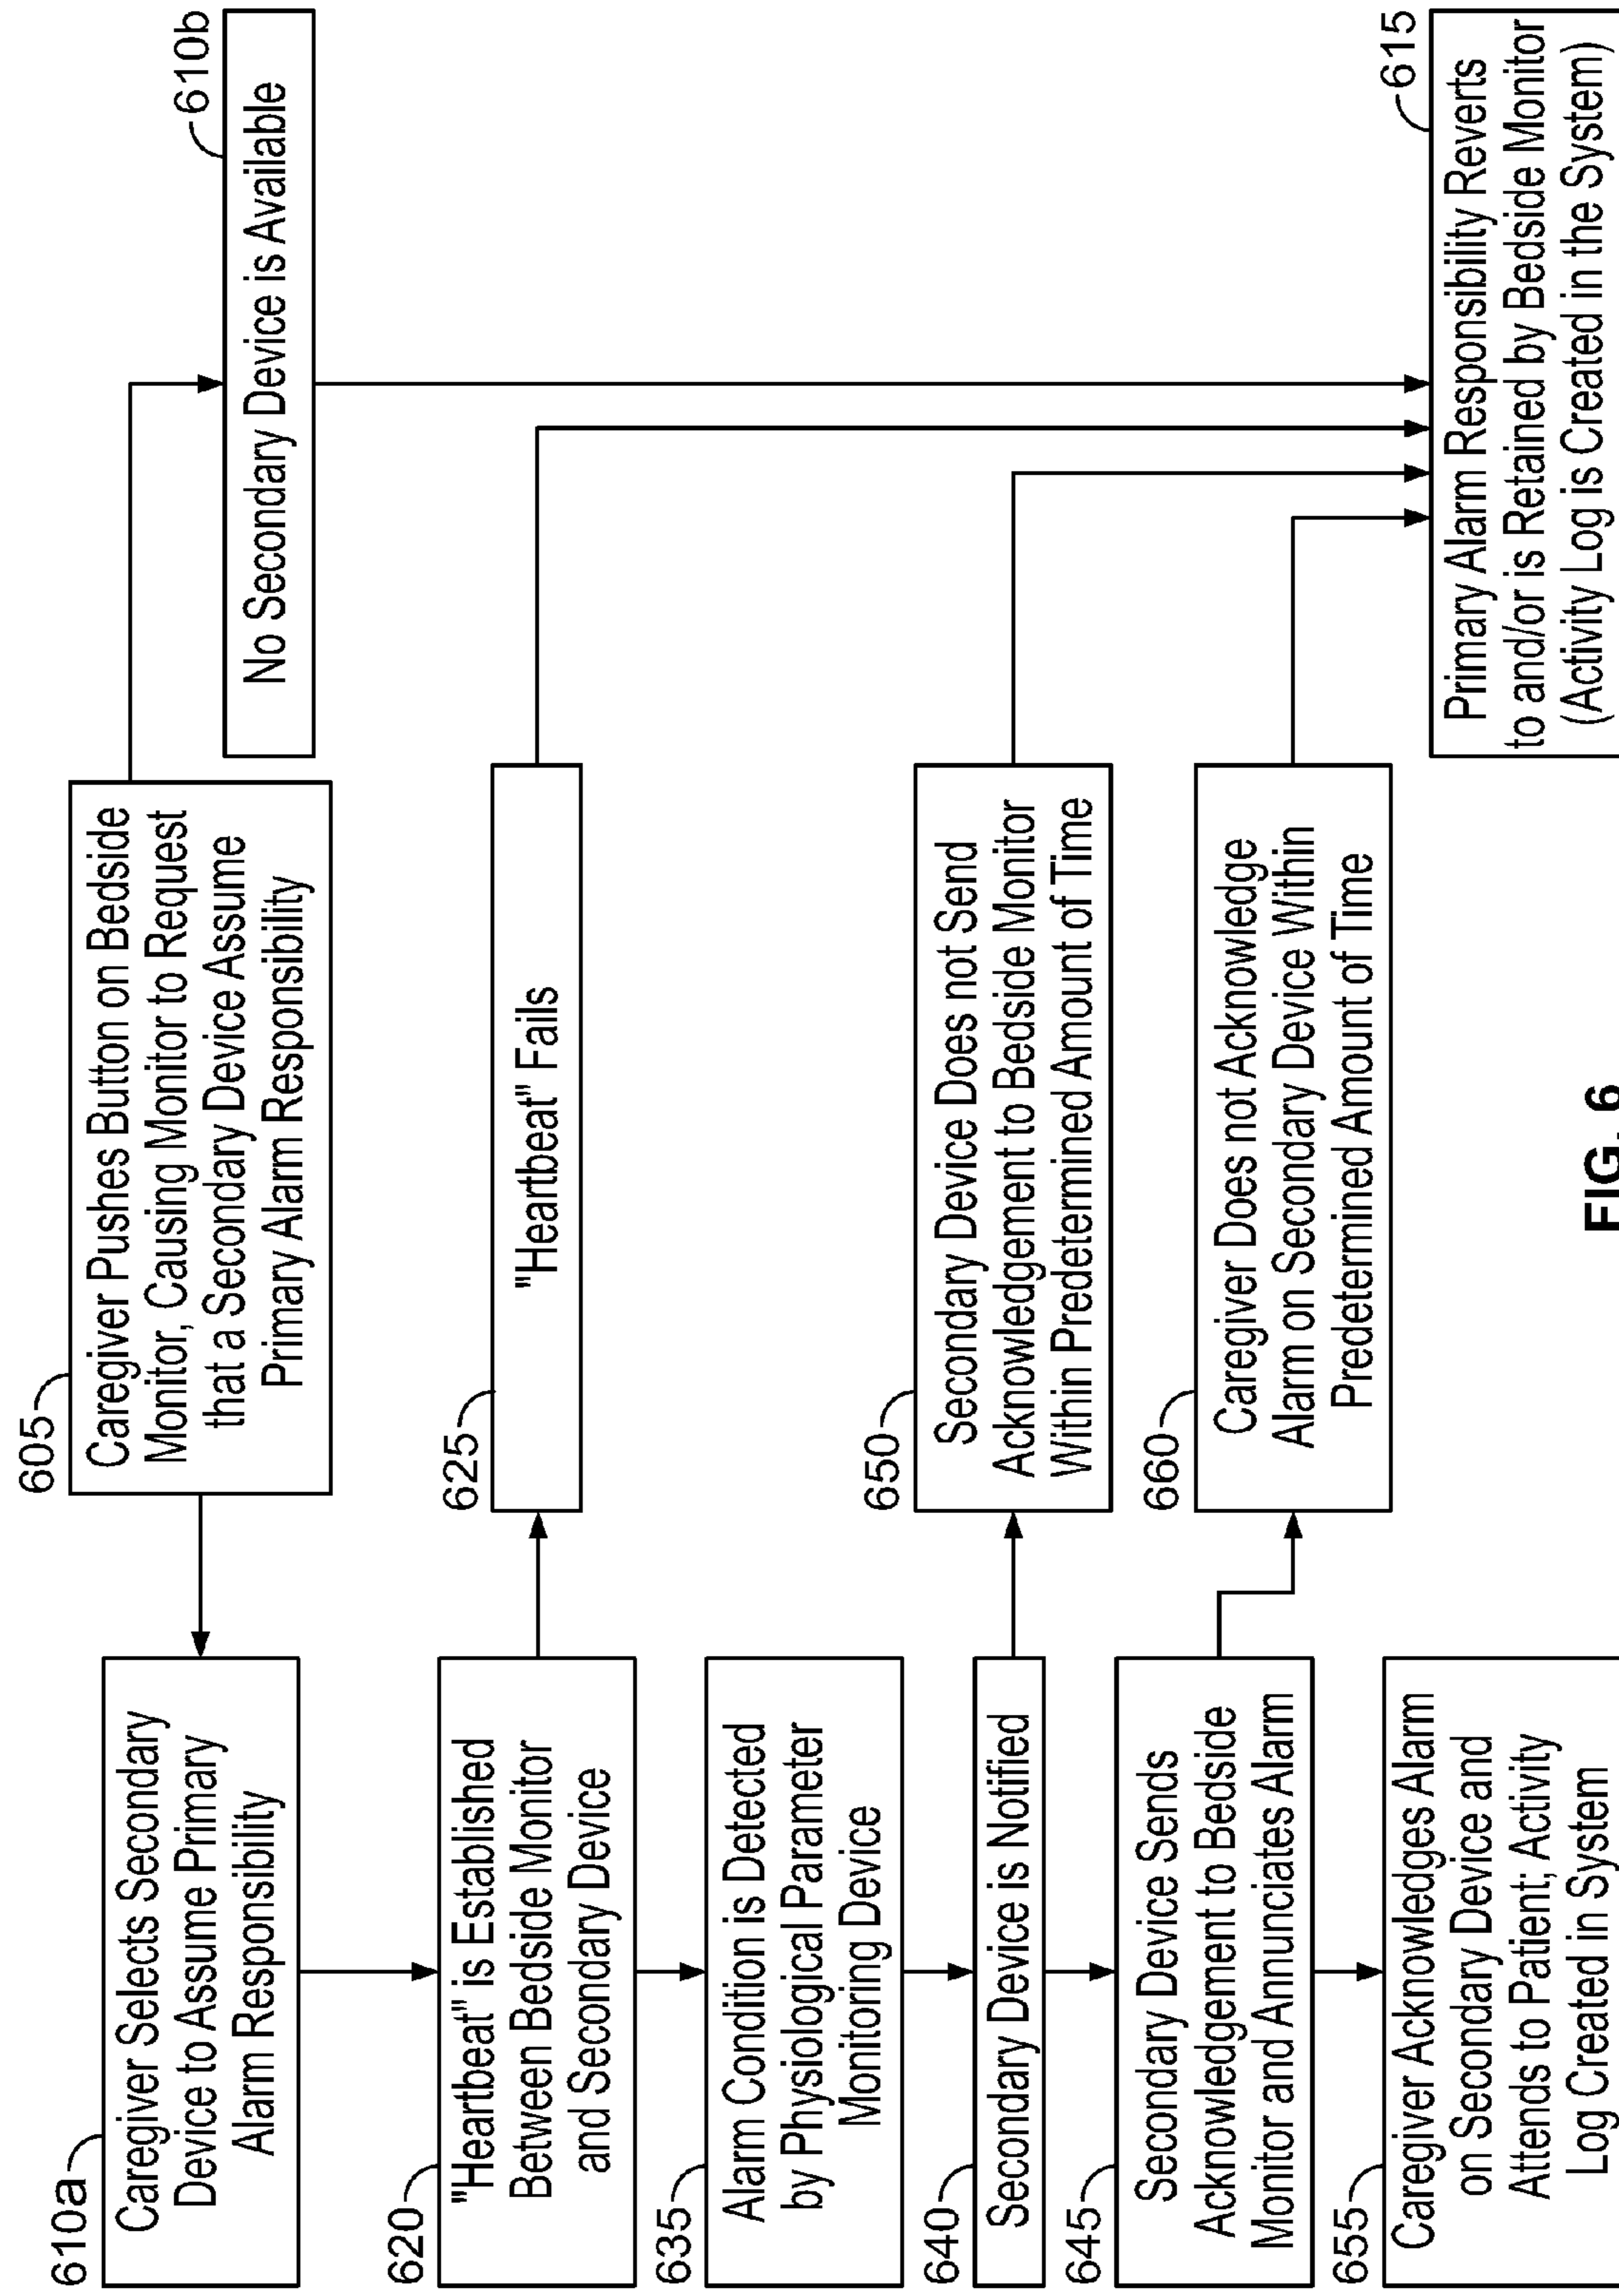 605
Caregiver Pushes Button on Bedside
Monitor, Causing Monitor to Request
that a Secondary Device Assume
Primary Alarm Responsibility
610a
Caregiver Selects Secondary
Device to Assume Primary
Alarm Responsibility
610b
No Secondary Device is Available
620
"Heartbeat" is Established
Between Bedside Monitor
and Secondary Device
625
"Heartbeat" Fails
635
Alarm Condition is Detected
by Physiological Parameter
Monitoring Device
640
Secondary Device is Notified
650
Secondary Device Does not Send
Acknowledgement to Bedside Monitor
Within Predetermined Amount of Time
645
Secondary Device Sends
Acknowledgement to Bedside
Monitor and Annunciates Alarm
660
Caregiver Does not Acknowledge
Alarm on Secondary Device Within
Predetermined Amount of Time
655
Caregiver Acknowledges Alarm
on Secondary Device and
Attends to Patient; Activity
Log Created in System
615
Primary Alarm Responsibility Reverts
to and/or is Retained by Bedside Monitor
(Activity Log is Created in the System)
FIG. 6